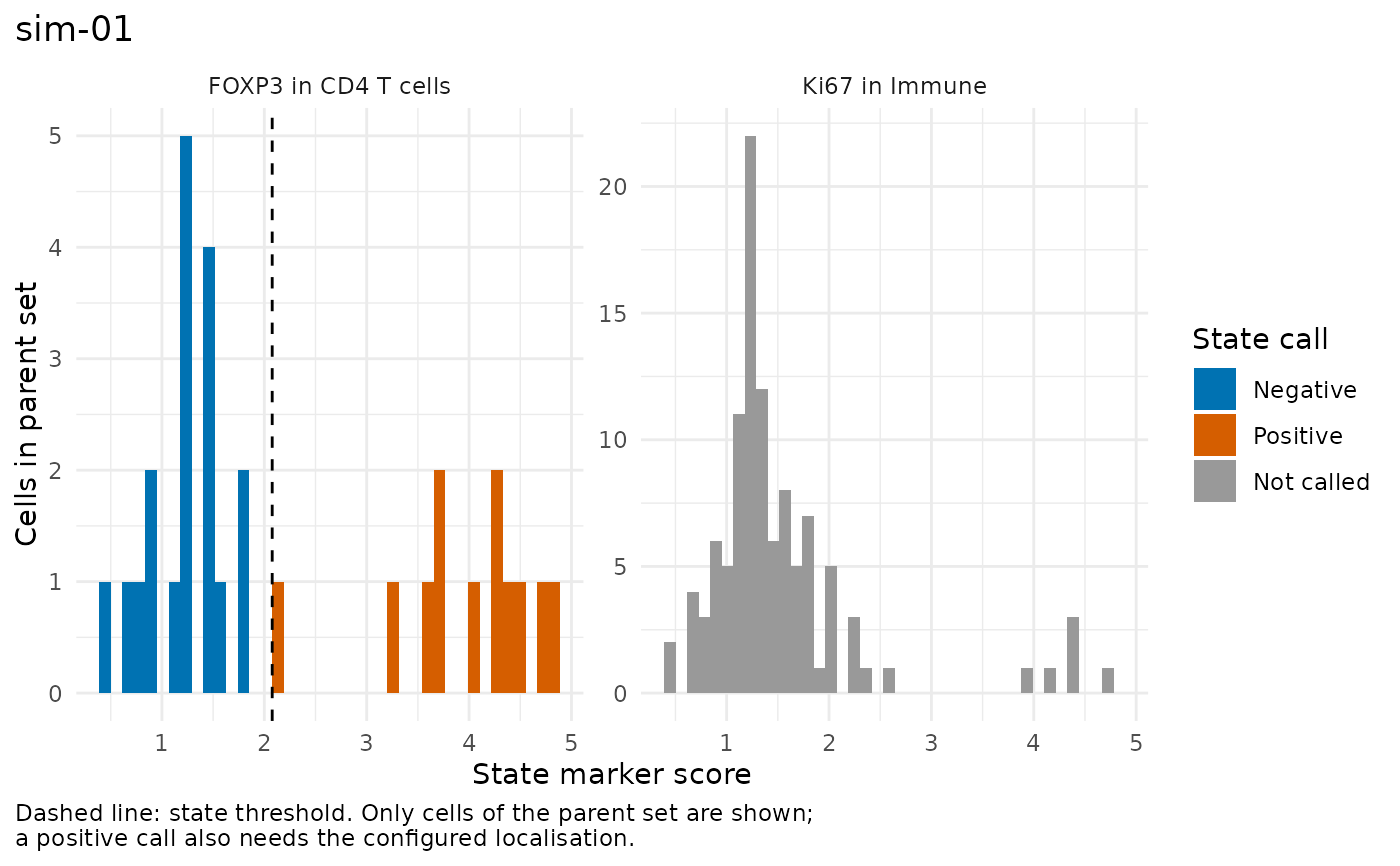 sim-01
FOXP3 in CD4 T cells
Ki67 in Immune
Cells in parent set
5
4
3
2
1
0
20
15
10
5
0
1 2 3 4 5
1 2 3 4 5
State marker score
State call
Negative
Positive
Not called
Dashed line: state threshold. Only cells of the parent set are shown;
a positive call also needs the configured localisation.